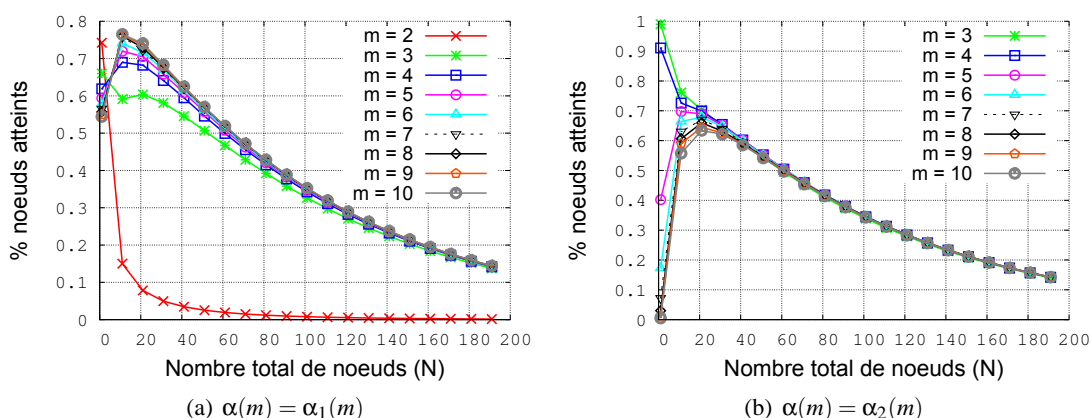 0.8
0.7
0.6
0.5
0.4
0.3
0.2
0.1
0
% noeuds atteints
m = 2
m = 3
m = 4
m = 5
m = 6
m = 7
m = 8
m = 9
m = 10
0 20 40 60 80 100 120 140 160 180 200
Nombre total de noeuds (N)
(a) α(m) = α₁(m)
1
0.9
0.8
0.7
0.6
0.5
0.4
0.3
0.2
0.1
0
% noeuds atteints
m = 3
m = 4
m = 5
m = 6
m = 7
m = 8
m = 9
m = 10
0 20 40 60 80 100 120 140 160 180 200
Nombre total de noeuds (N)
(b) α(m) = α₂(m)